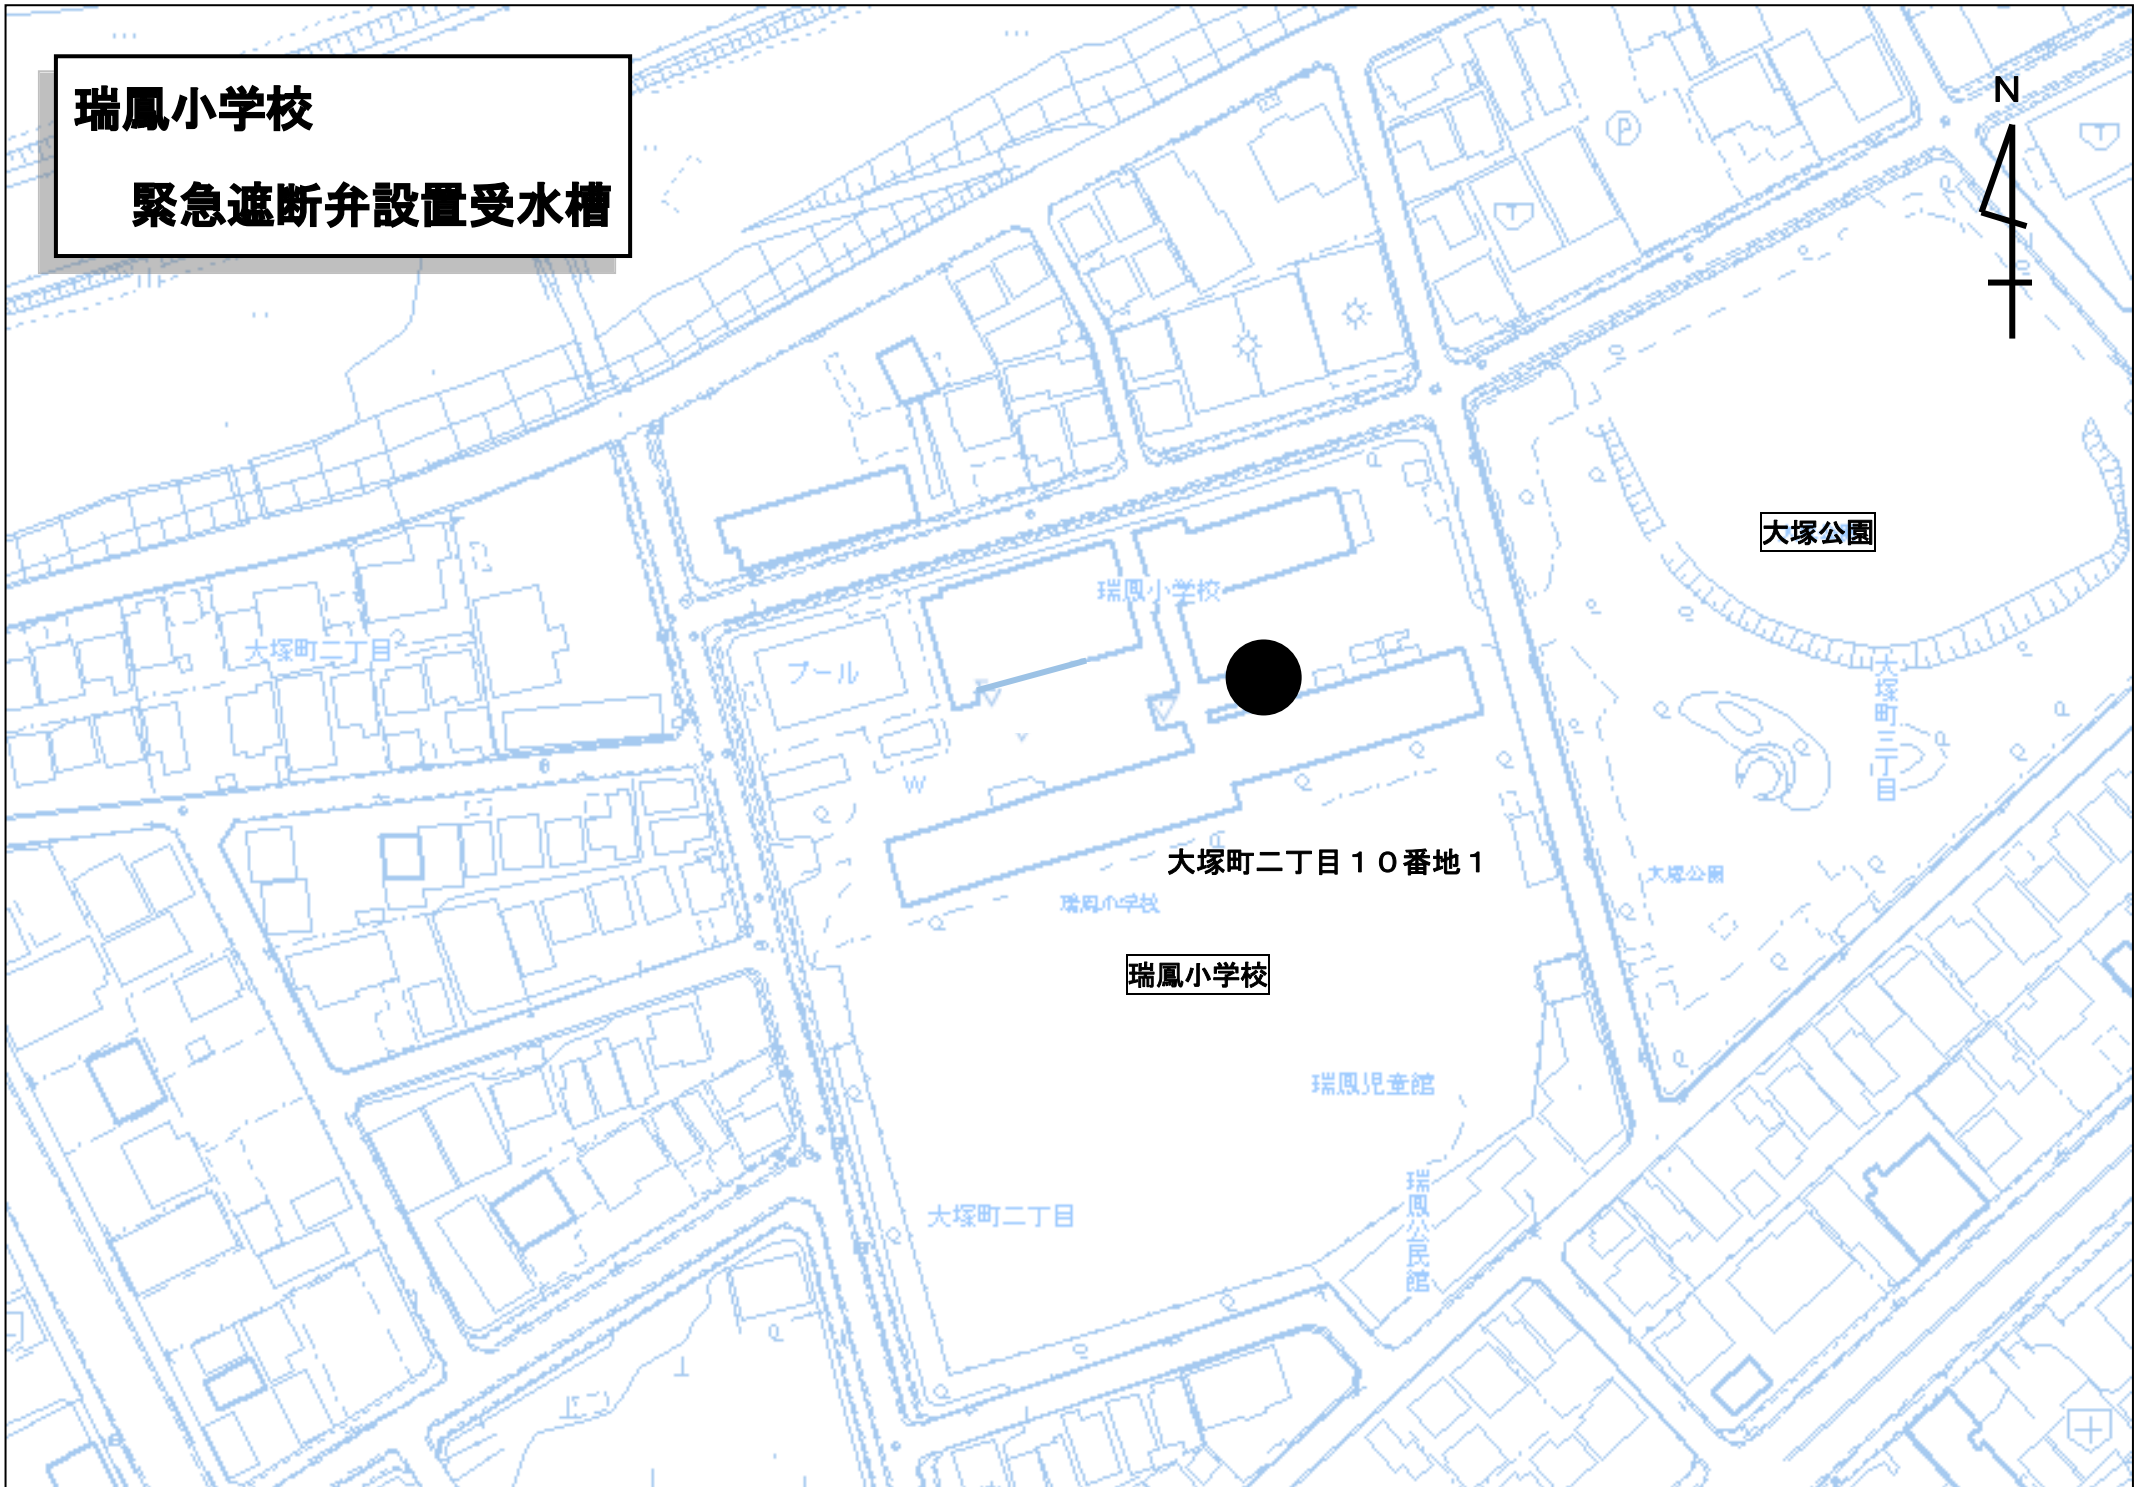 瑞鳳小学校
緊急遮断弁設置受水槽
N
P
大塚公園
瑞鳳小学校
大塚町二丁目
プール
大塚町三丁目
W
大塚町二丁目１０番地１
大塚公園
瑞鳳小学校
瑞鳳小学校
瑞鳳児童館
瑞鳳公民館
大塚町二丁目